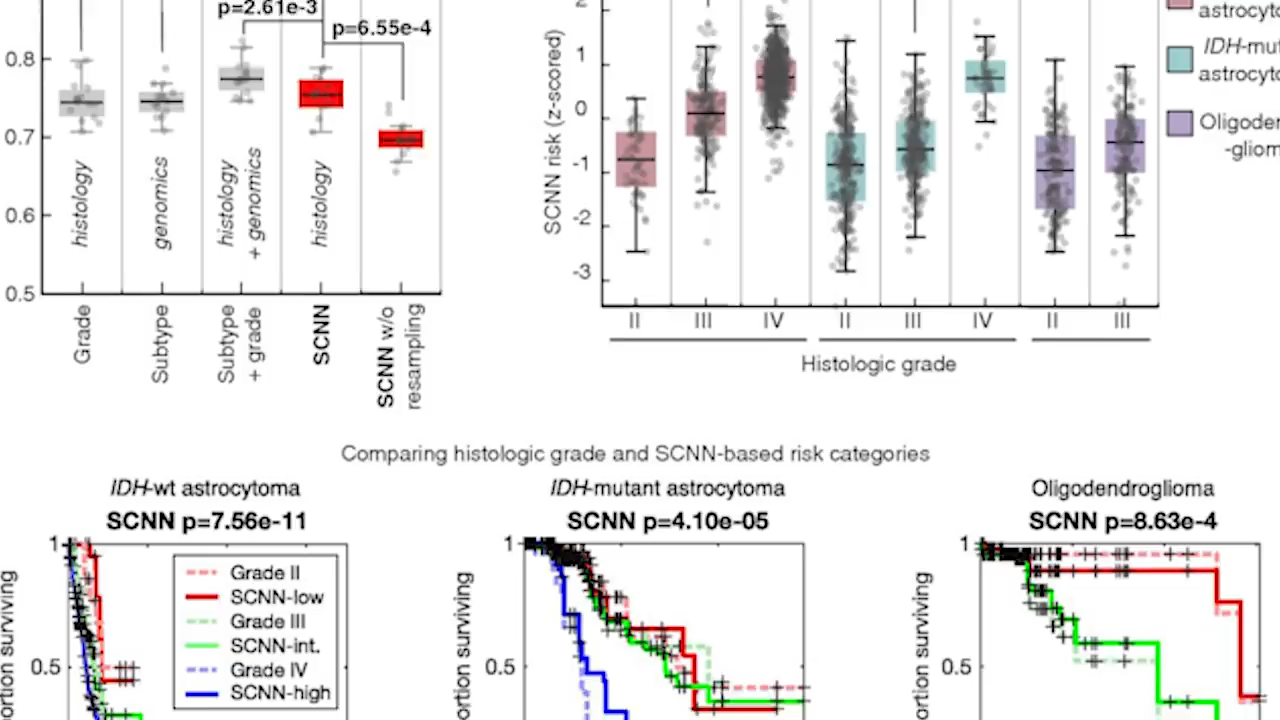 p=2.61e-3
p=6.55e-4
0.8
0.7
0.6
0.5
histology
genomics
histology
+ genomics
histology
Grade
Subtype
Subtype
+ grade
SCNN
SCNN w/o
resampling
SCNN risk (z-scored)
2
1
0
-1
-2
-3
II
III
IV
II
III
IV
II
III
Histologic grade
IDH-mut
Comparing histologic grade and SCNN-based risk categories
IDH-wt astrocytoma
SCNN p=7.56e-11
1
0.5
Grade II
SCNN-low
Grade III
SCNN-int.
Grade IV
SCNN-high
IDH-mutant astrocytoma
SCNN p=4.10e-05
1
0.5
surviving
Oligodendroglioma
SCNN p=8.63e-4
1
0.5
surviving